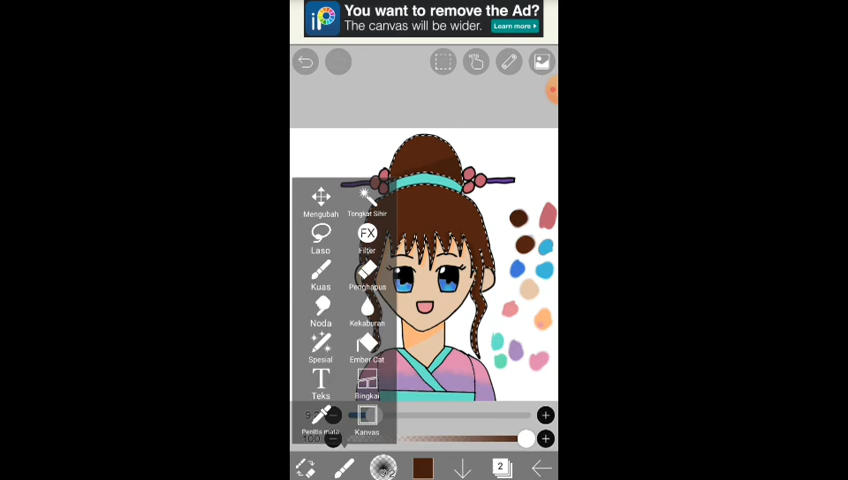 You want to remove the Ad?
The canvas will be wider. Learn more
Mengubah Tongkat Sihir
Laso FX Filter
Kuas Penghapus
Noda Kekaburan
Spesial Ember Cat
T Teks Bingkai
Penitis mata Kanvas
2